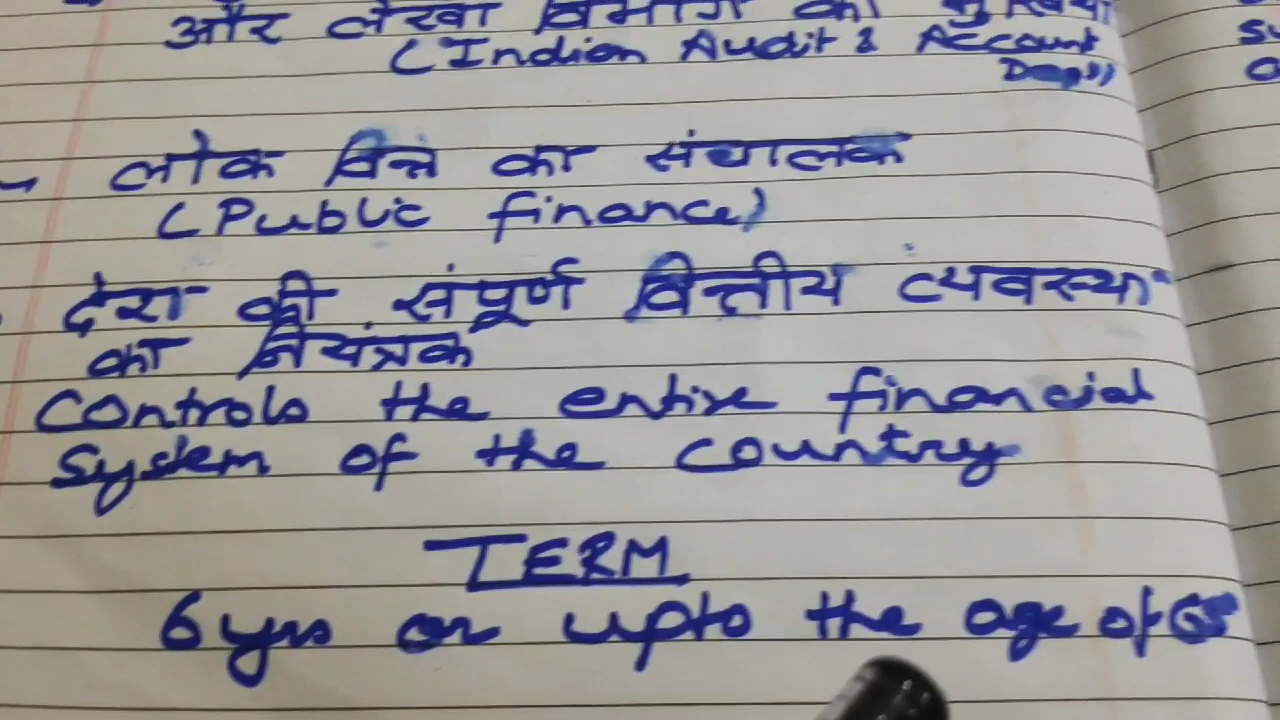 और लेखा विभाग का मुखिया
(Indian Audit & Account
Dep))
लोक वित्त का संचालक
(Public finance)
देश की संपूर्ण वित्तीय व्यवस्था
का नियंत्रक
Controls the entire financial
system of the country
TERM
6 yrs or upto the age of 65